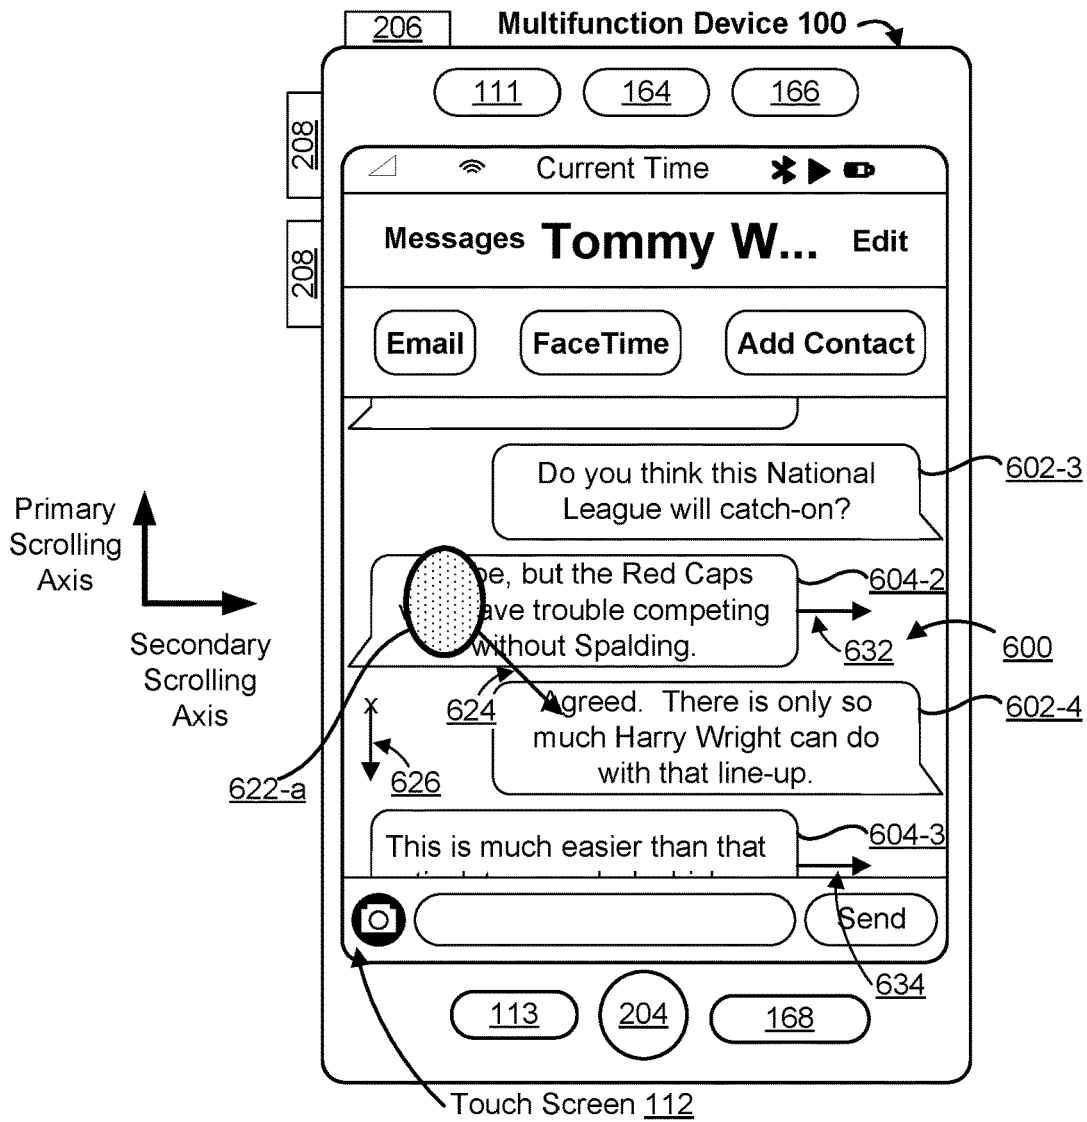 206
Multifunction Device 100
111
164
166
208
208
Current Time
Messages
Tommy W...
Edit
Email
FaceTime
Add Contact
Do you think this National
League will catch-on?
602-3
Primary
Scrolling
Axis
Secondary
Scrolling
Axis
but the Red Caps
trouble competing
without Spalding.
604-2
632
600
624
Agreed. There is only so
much Harry Wright can do
with that line-up.
602-4
x
626
622-a
This is much easier than that
604-3
Send
634
113
204
168
Touch Screen 112